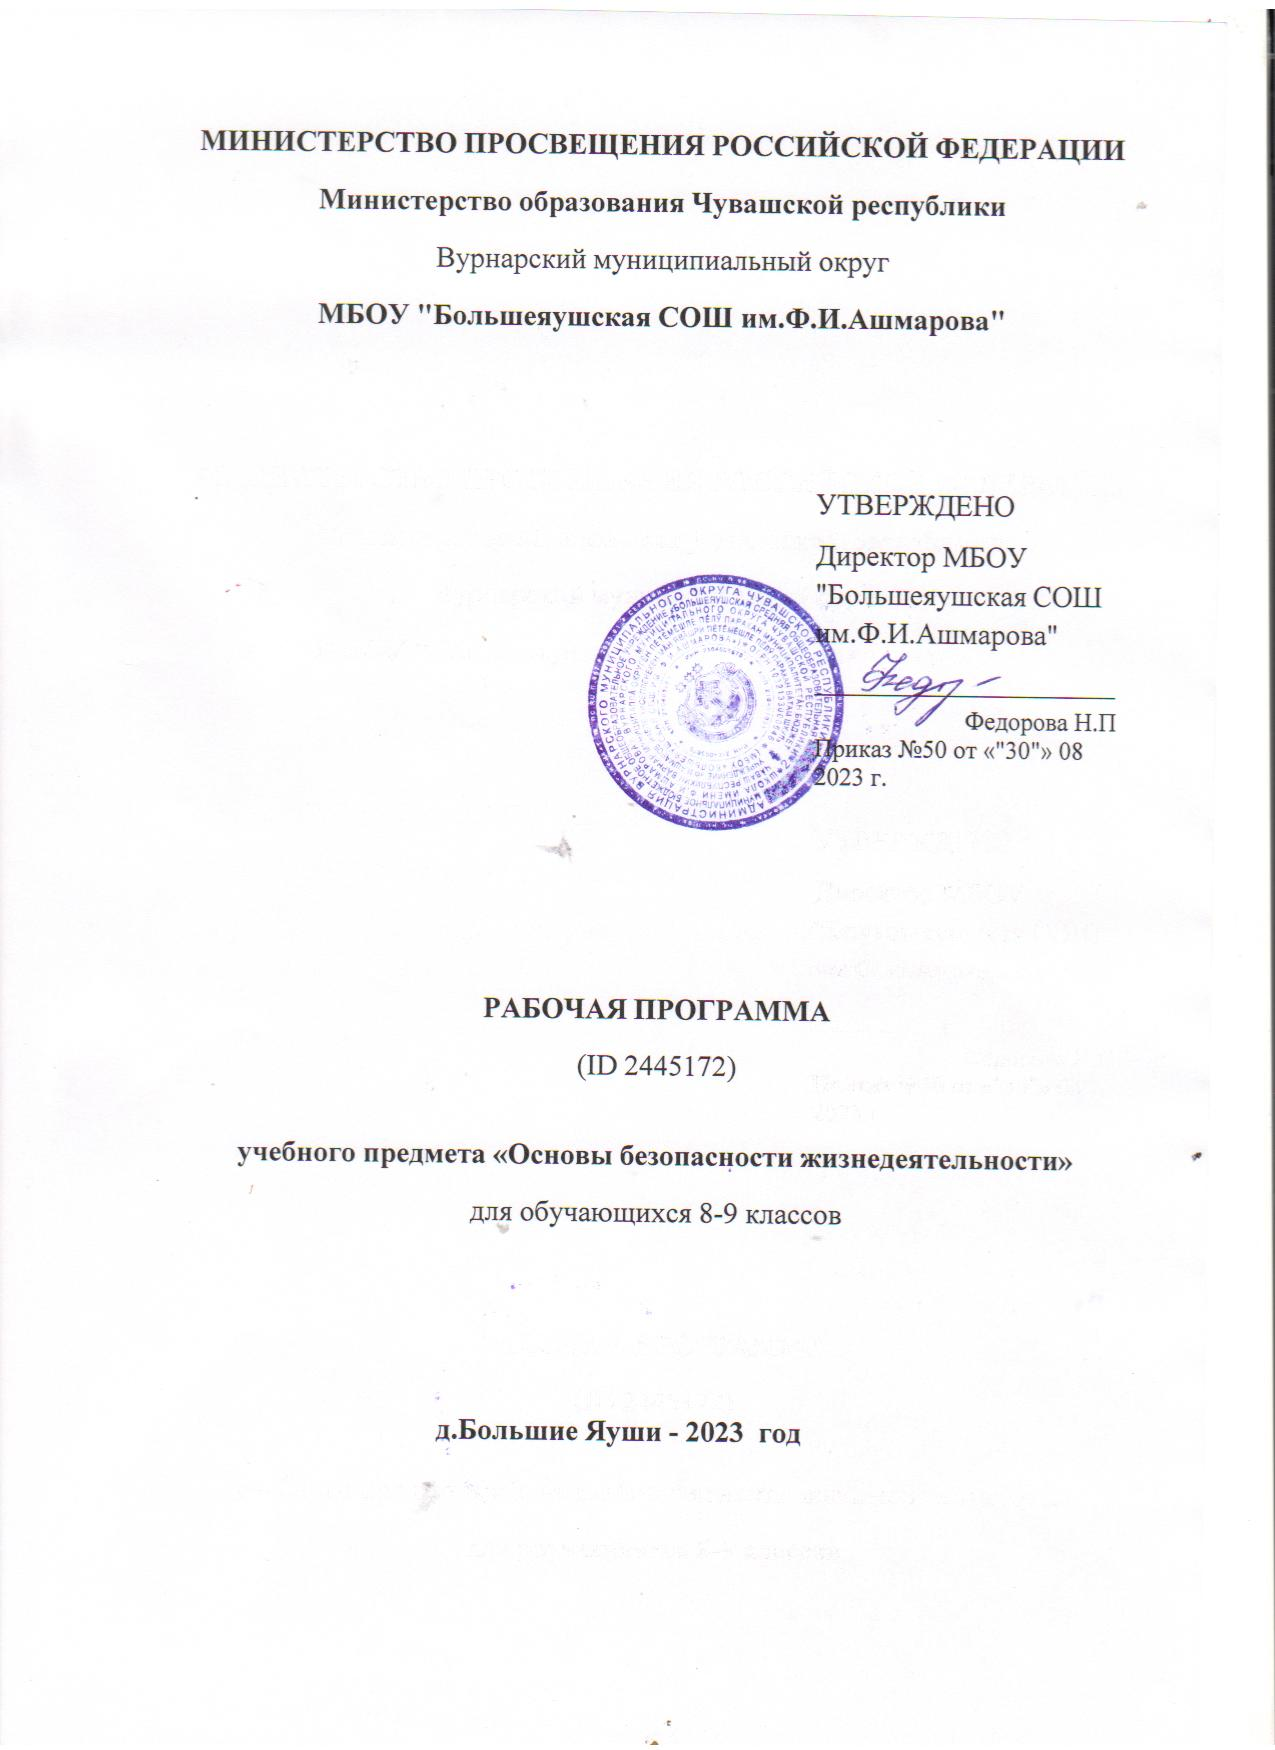 МИНИСТЕРСТВО ПРОСВЕЩЕНИЯ РОССИЙСКОЙ ФЕДЕРАЦИИ
Министерство образования Чувашской республики
Вурнарский муниципиальный округ
МБОУ "Большеяушская СОШ им.Ф.И.Ашмарова"
УТВЕРЖДЕНО
Директор МБОУ
"Большеяушская СОШ
им.Ф.И.Ашмарова"
Федорова Н.П
Приказ №50 от «"30"» 08
2023 г.
РАБОЧАЯ ПРОГРАММА
(ID 2445172)
учебного предмета «Основы безопасности жизнедеятельности»
для обучающихся 8-9 классов
д.Большие Яуши - 2023 год